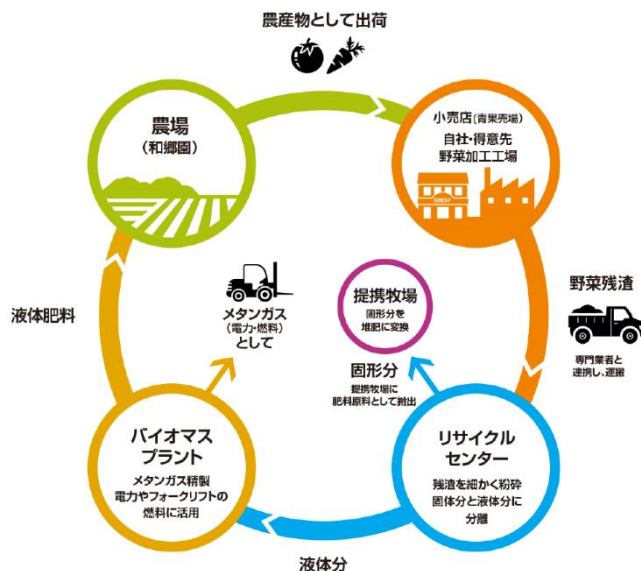 農産物として出荷
農場
（和郷園）
小売店(青果売場)
自社・得意先
野菜加工工場
SHOP
野菜残渣
専門業者と
連携し、運搬
液体肥料
メタンガス
（電力・燃料）
として
提携牧場
固形分を
堆肥に変換
固形分
提携牧場に
肥料原料として搬出
バイオマス
プラント
メタンガス精製
電力やフォークリフトの
燃料に活用
リサイクル
センター
残渣を細かく粉砕
固体分と液体分に
分離
液体分